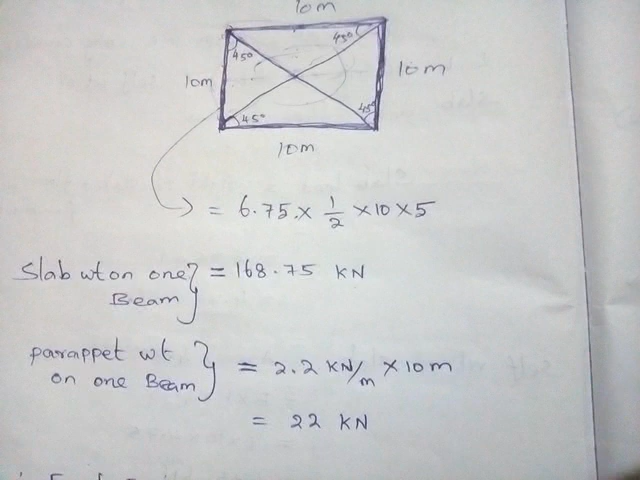 10m
45° 45°
10m 10m
45° 45°
10m
= 6.75 × 1/2 × 10 × 5
Slab wt on one Beam } = 168.75 KN
parappet wt on one Beam } = 2.2 KN/m × 10m
= 22 KN